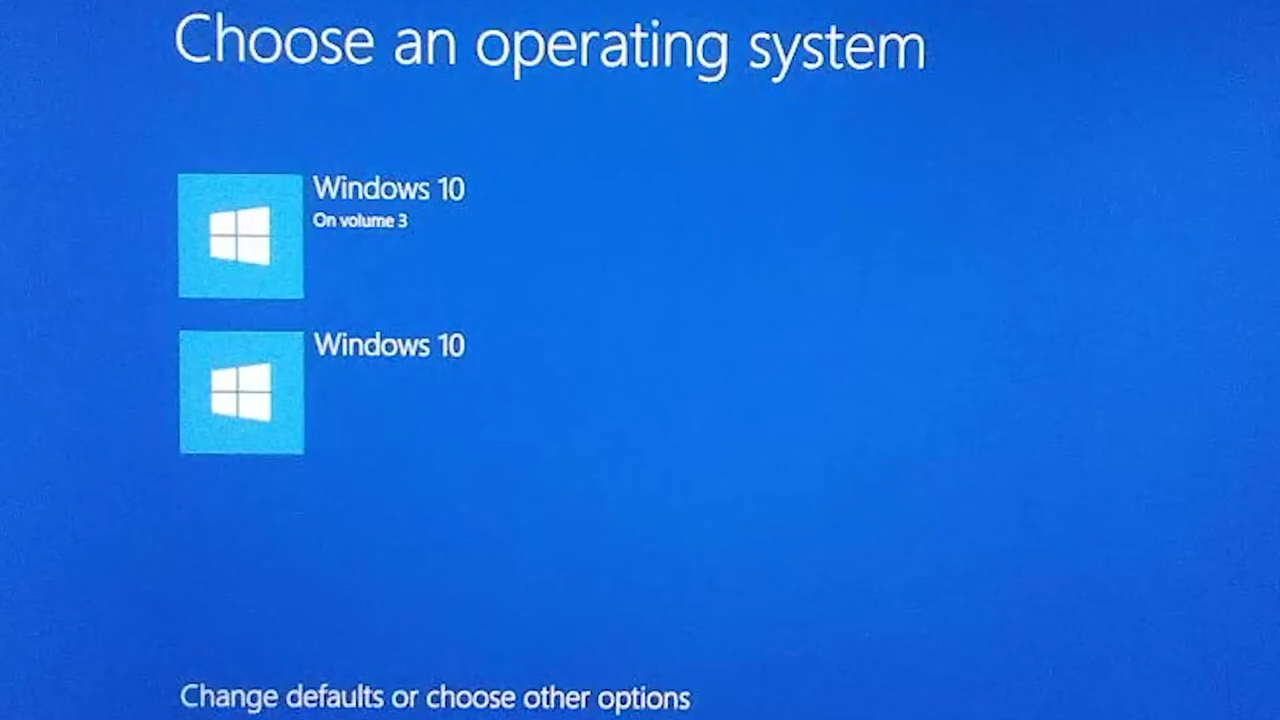 Choose an operating system
Windows 10
On volume 3
Windows 10
Change defaults or choose other options